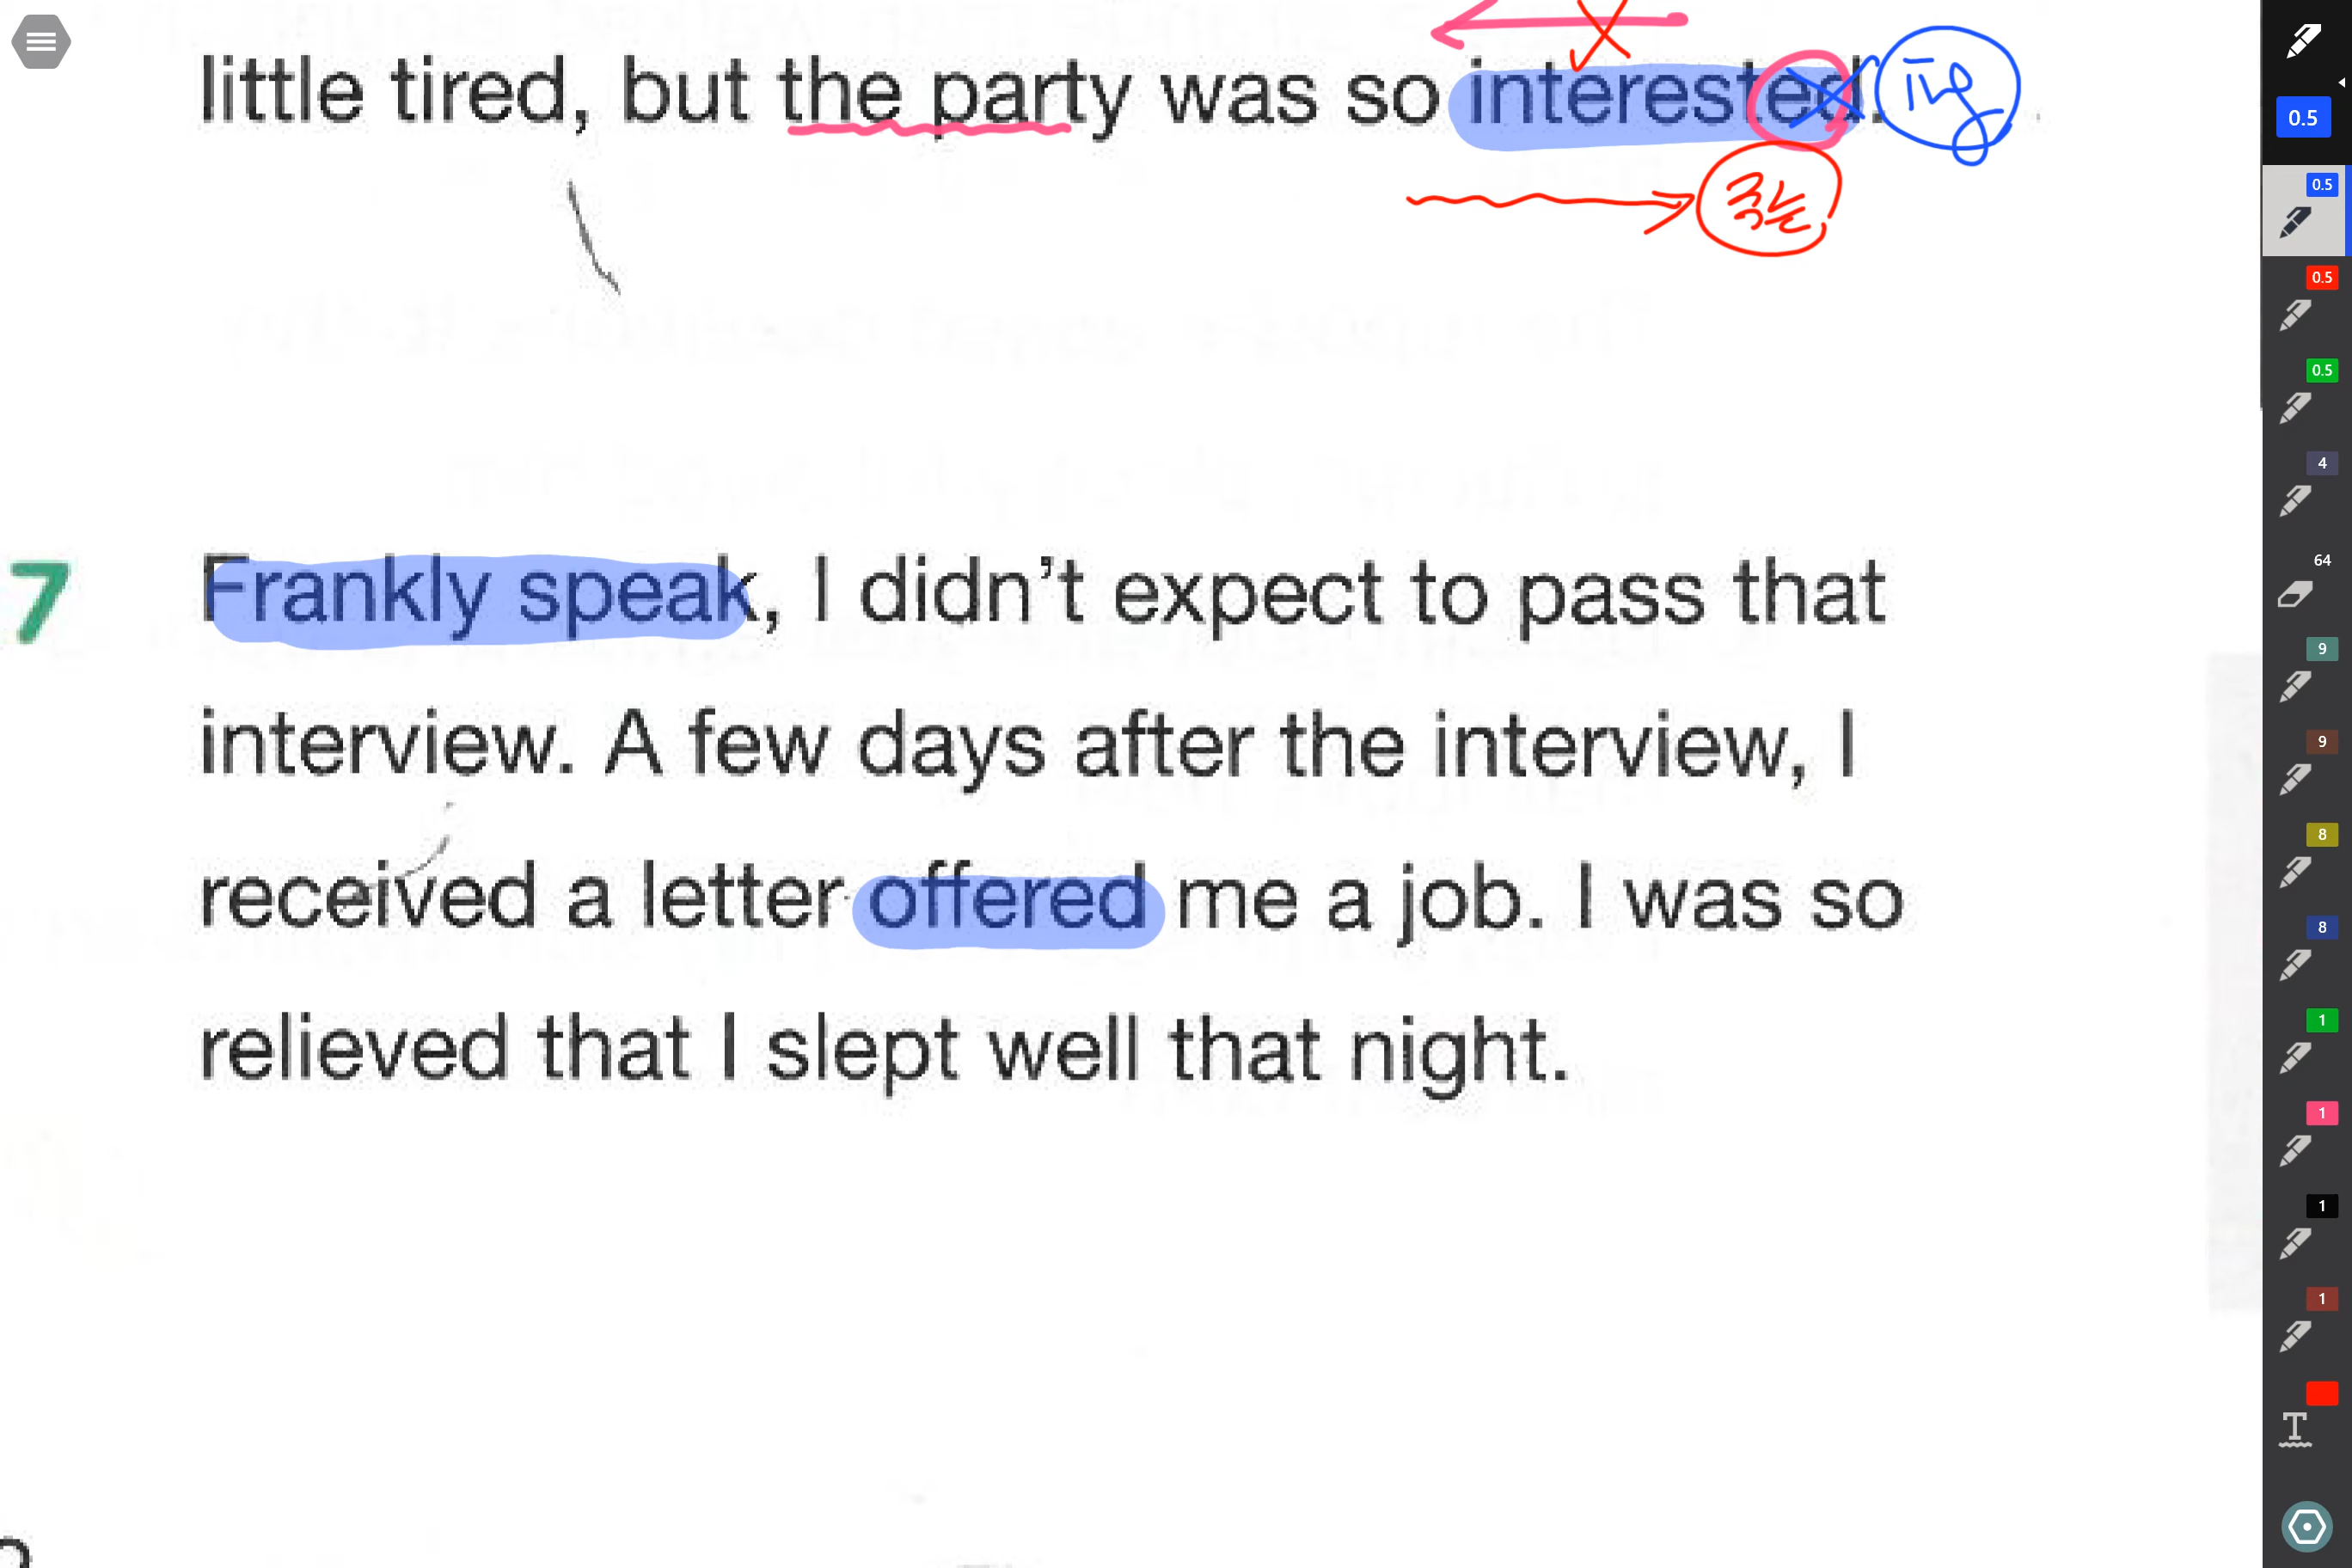 little tired, but the party was so interested. ing
주는
7 Frankly speak, I didn't expect to pass that
interview. A few days after the interview, I
received a letter offered me a job. I was so
relieved that I slept well that night.
0.5
0.5
0.5
0.5
4
64
9
9
8
8
1
1
1
1